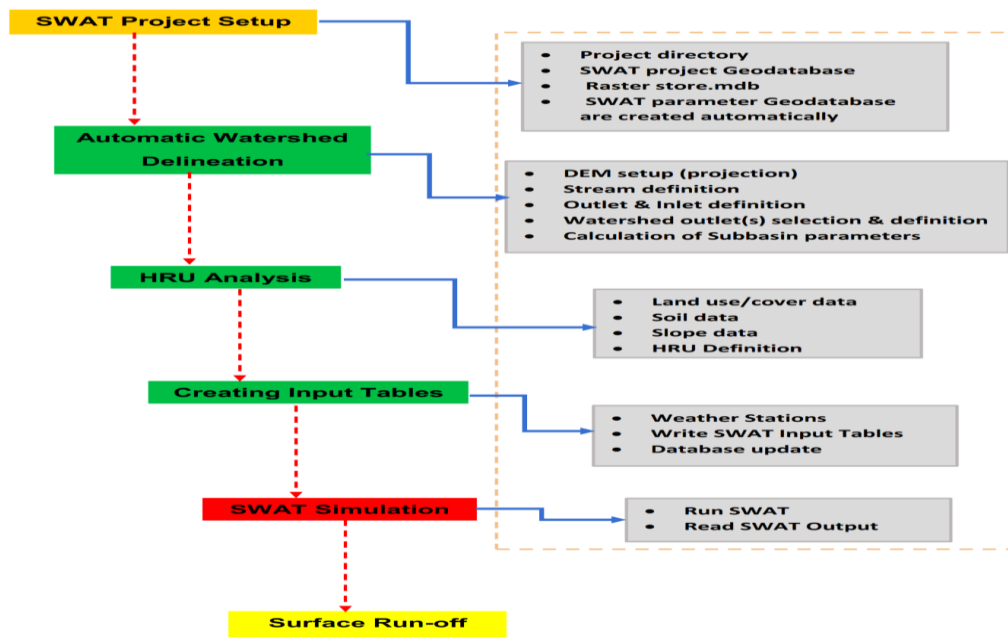 SWAT Project Setup
• Project directory
• SWAT project Geodatabase
• Raster store.mdb
• SWAT parameter Geodatabase
are created automatically
Automatic Watershed
Delineation
• DEM setup (projection)
• Stream definition
• Outlet & Inlet definition
• Watershed outlet(s) selection & definition
• Calculation of Subbasin parameters
HRU Analysis
• Land use/cover data
• Soil data
• Slope data
• HRU Definition
Creating Input Tables
• Weather Stations
• Write SWAT Input Tables
• Database update
SWAT Simulation
• Run SWAT
• Read SWAT Output
Surface Run-off